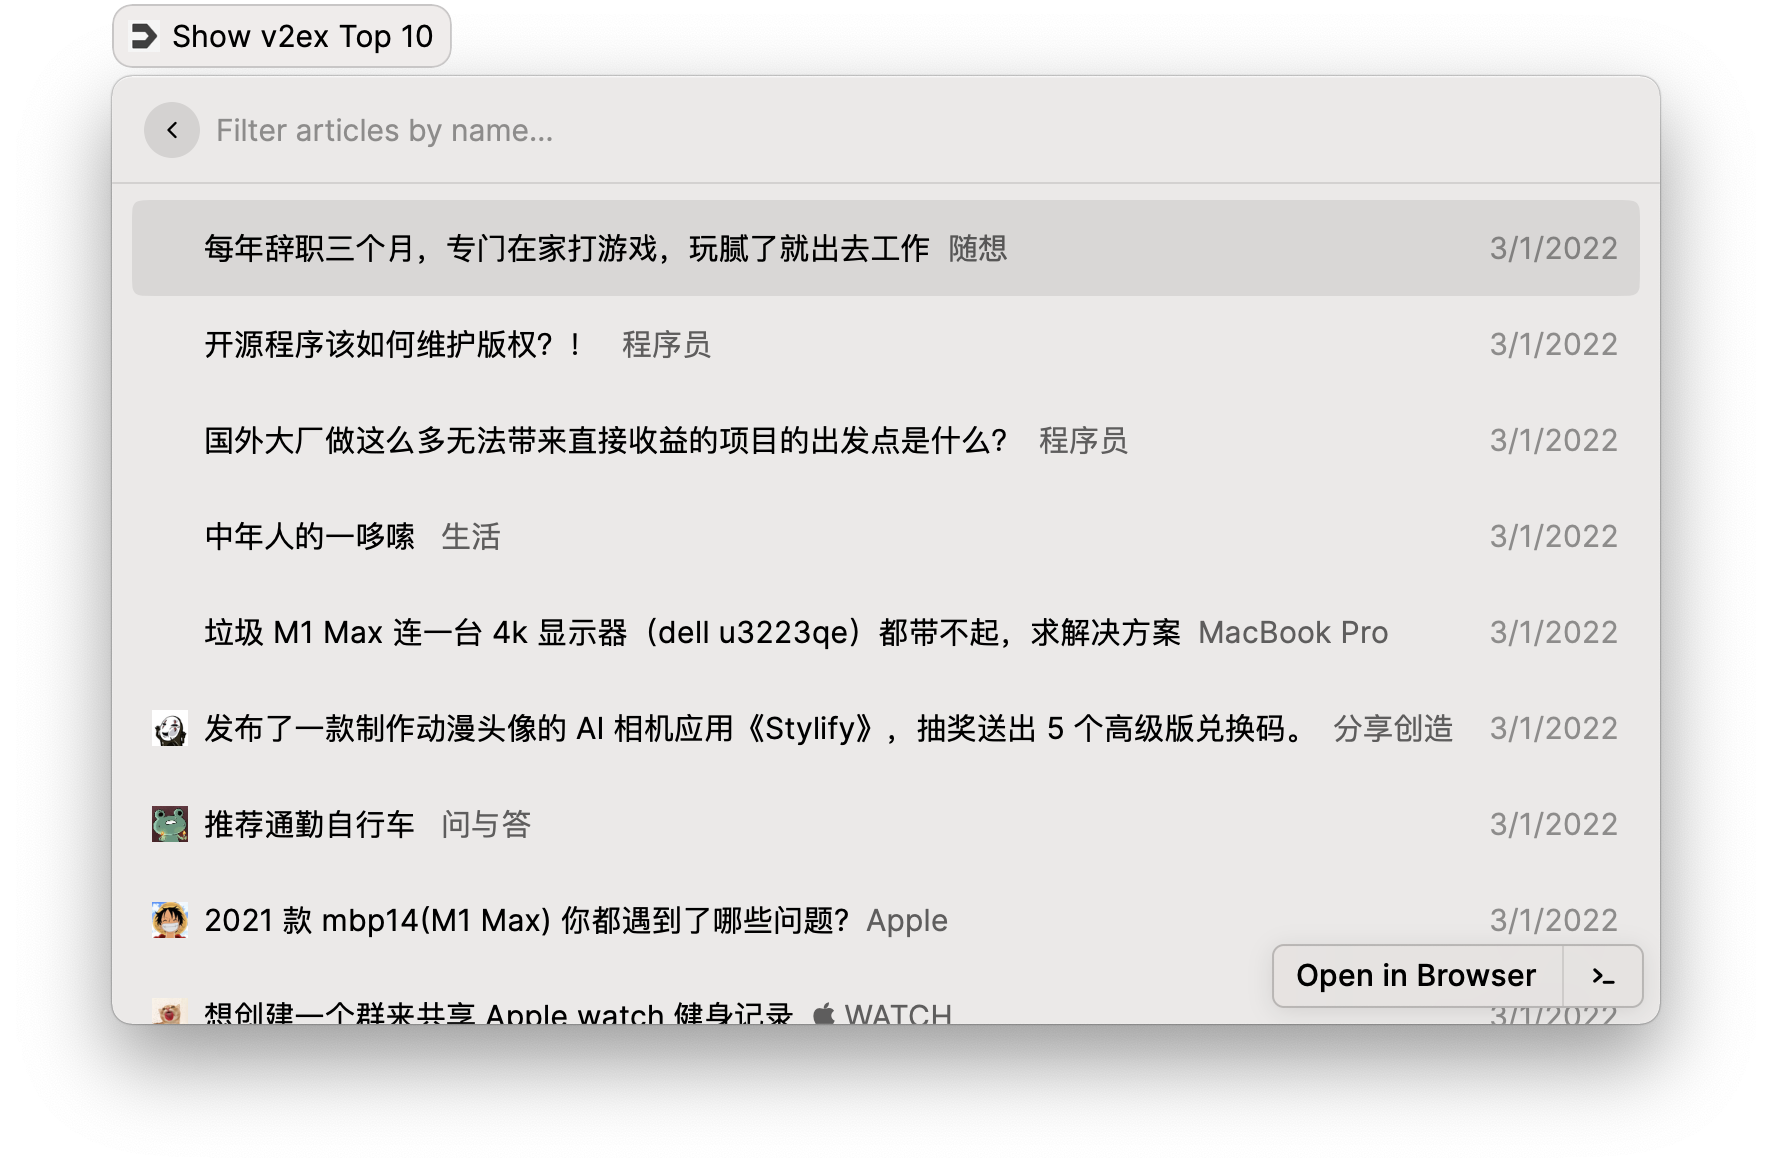 Show v2ex Top 10
Filter articles by name...
每年辞职三个月，专门在家打游戏，玩腻了就出去工作 随想 3/1/2022
开源程序该如何维护版权？！ 程序员 3/1/2022
国外大厂做这么多无法带来直接收益的项目的出发点是什么？ 程序员 3/1/2022
中年人的一哆嗦 生活 3/1/2022
垃圾 M1 Max 连一台 4k 显示器（dell u3223qe）都带不起，求解决方案 MacBook Pro 3/1/2022
发布了一款制作动漫头像的 AI 相机应用《Stylify》，抽奖送出 5 个高级版兑换码。 分享创造 3/1/2022
推荐通勤自行车 问与答 3/1/2022
2021 款 mbp14(M1 Max) 你都遇到了哪些问题？ Apple 3/1/2022
Open in Browser
想创建一个群来共享 Apple watch 健身记录  WATCH 3/1/2022